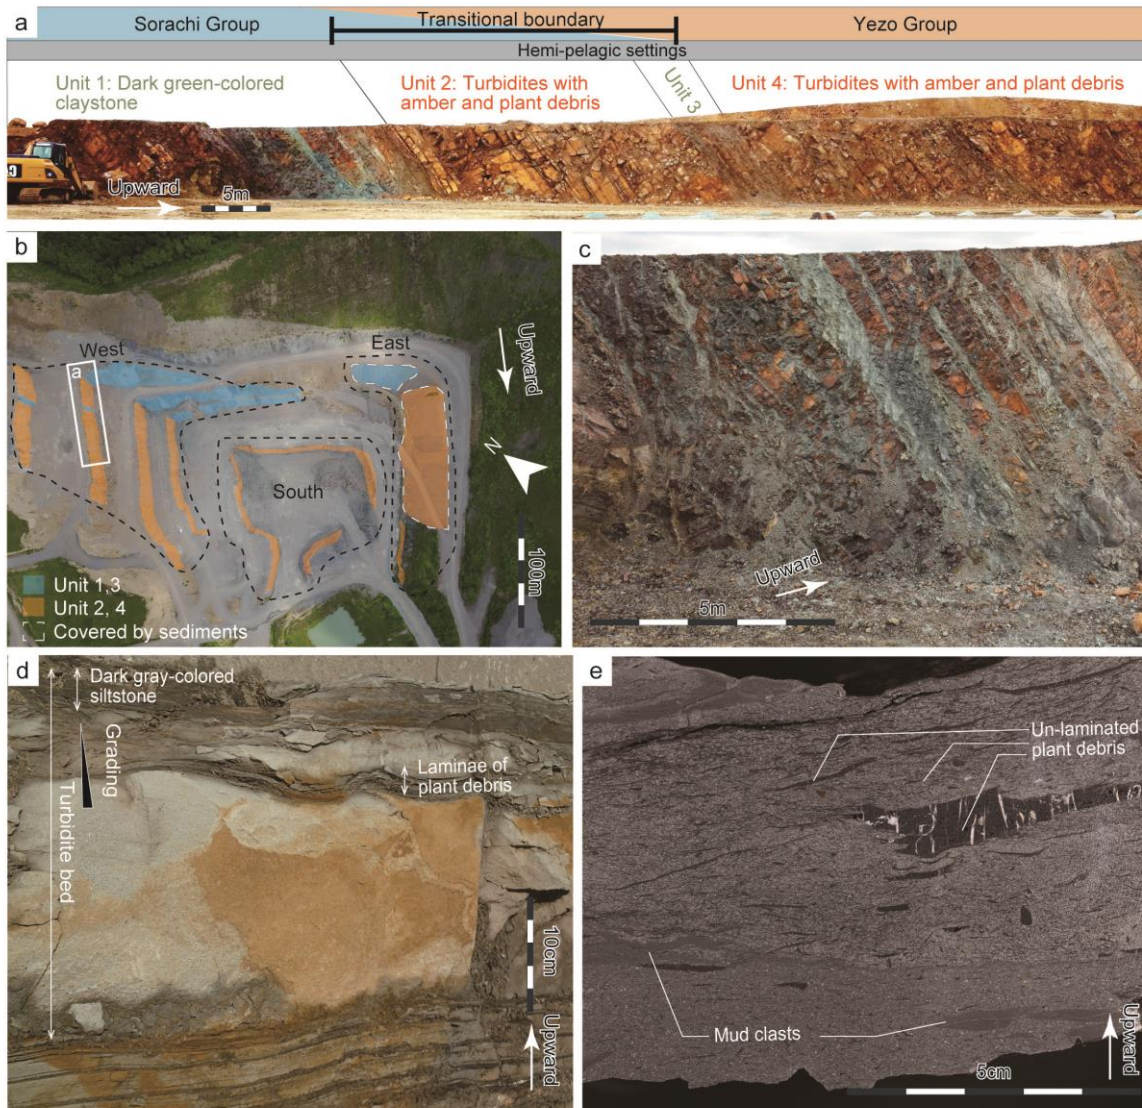 a
Sorachi Group
Transitional boundary
Yezo Group
Hemi-pelagic settings
Unit 1: Dark green-colored
claystone
Unit 2: Turbidites with
amber and plant debris
Unit 3
Unit 4: Turbidites with amber and plant debris
Upward
5m
b
West
East
a
Upward
N
South
100m
Unit 1,3
Unit 2, 4
Covered by sediments
c
Upward
5m
d
Dark gray-colored
siltstone
Grading
Turbidite bed
Laminae of
plant debris
10cm
Upward
e
Un-laminated
plant debris
Mud clasts
Upward
5cm